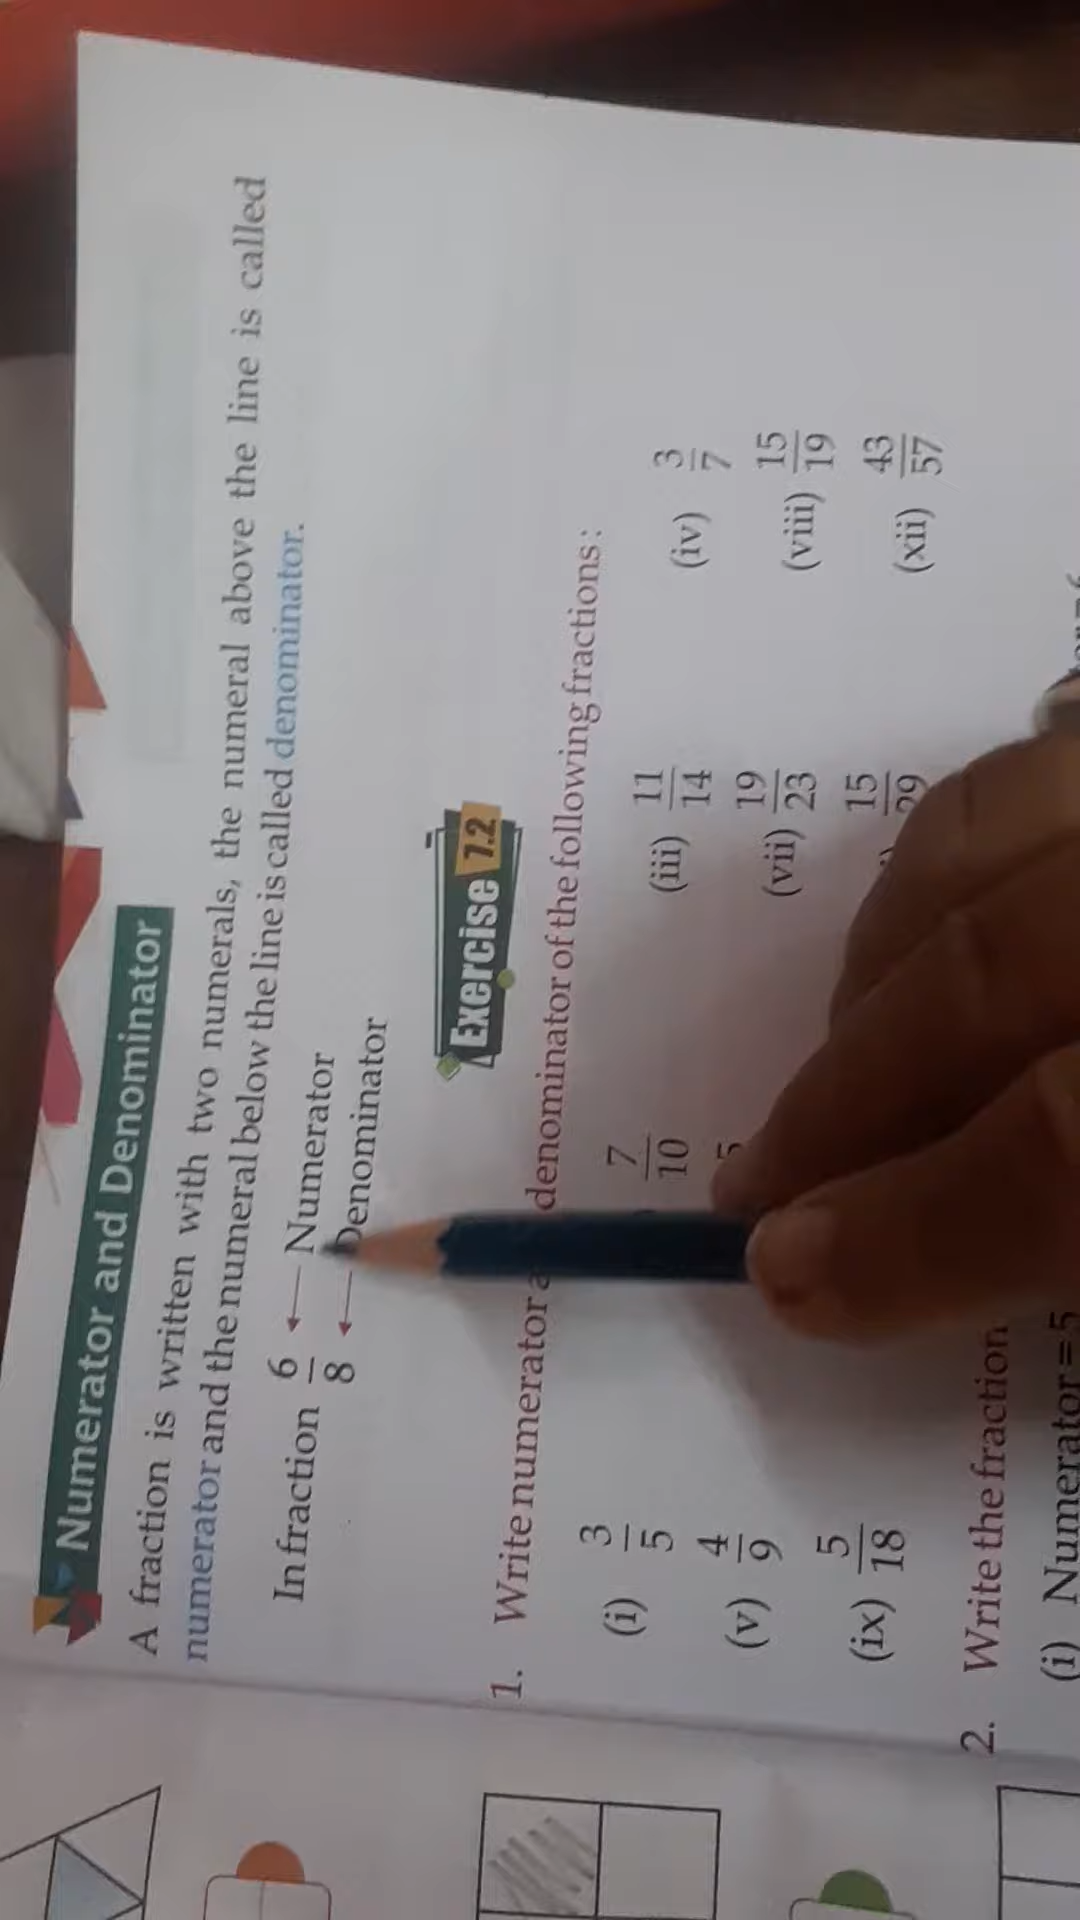 Numerator and Denominator
A fraction is written with two numerals, the numeral above the line is called
numerator and the numeral below the line is called denominator.
In fraction 6/8 ← Numerator
← Denominator
Exercise 7.2
1. Write numerator a denominator of the following fractions:
(i) 3/5 7/10 (iii) 11/14 (iv) 3/7
(v) 4/9 5 (vii) 19/23 (viii) 15/19
(ix) 5/18 15/29 (xii) 43/57
2. Write the fraction
(i) Numerator = 5